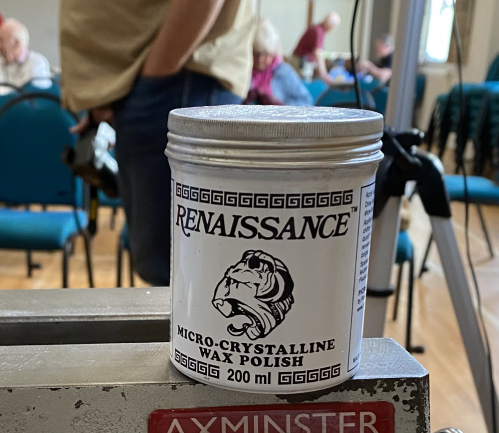 RENAISSANCE™
MICRO-CRYSTALLINE
WAX POLISH
200 ml
AXMINSTER